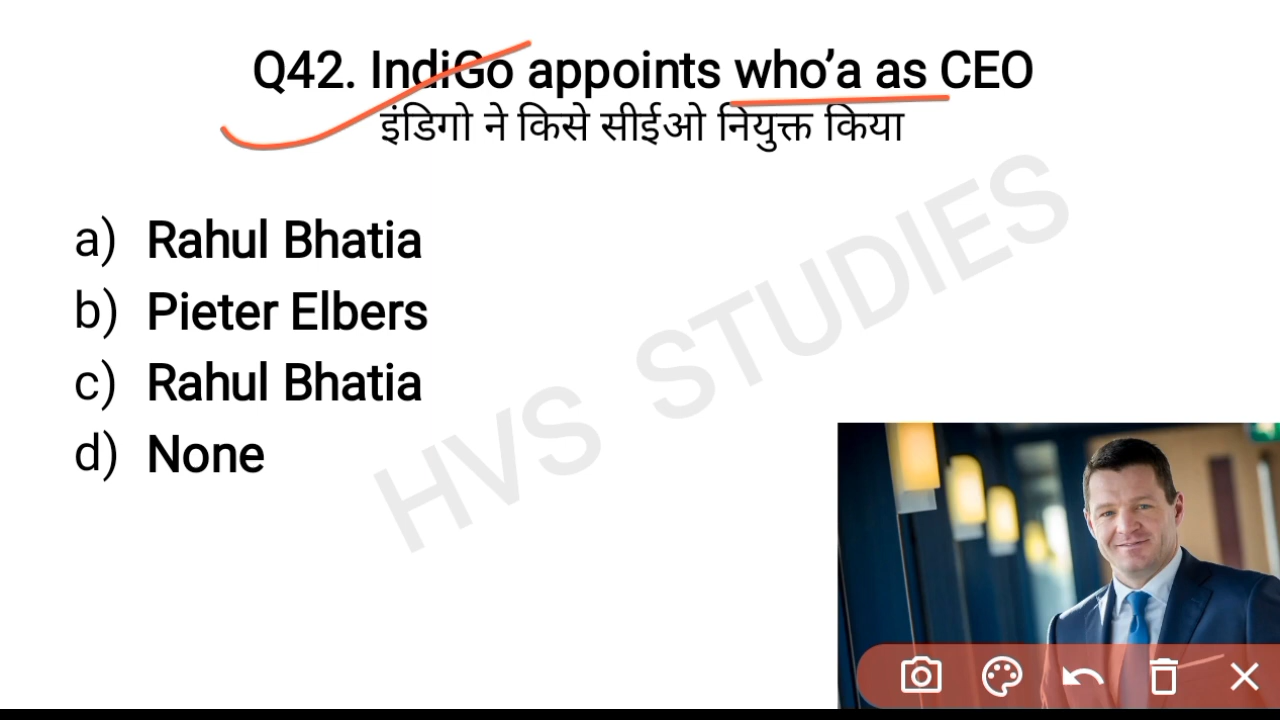 Q42. IndiGo appoints who’a as CEO
इंडिगो ने किसे सीईओ नियुक्त किया
a) Rahul Bhatia
b) Pieter Elbers
c) Rahul Bhatia
d) None
HVS STUDIES